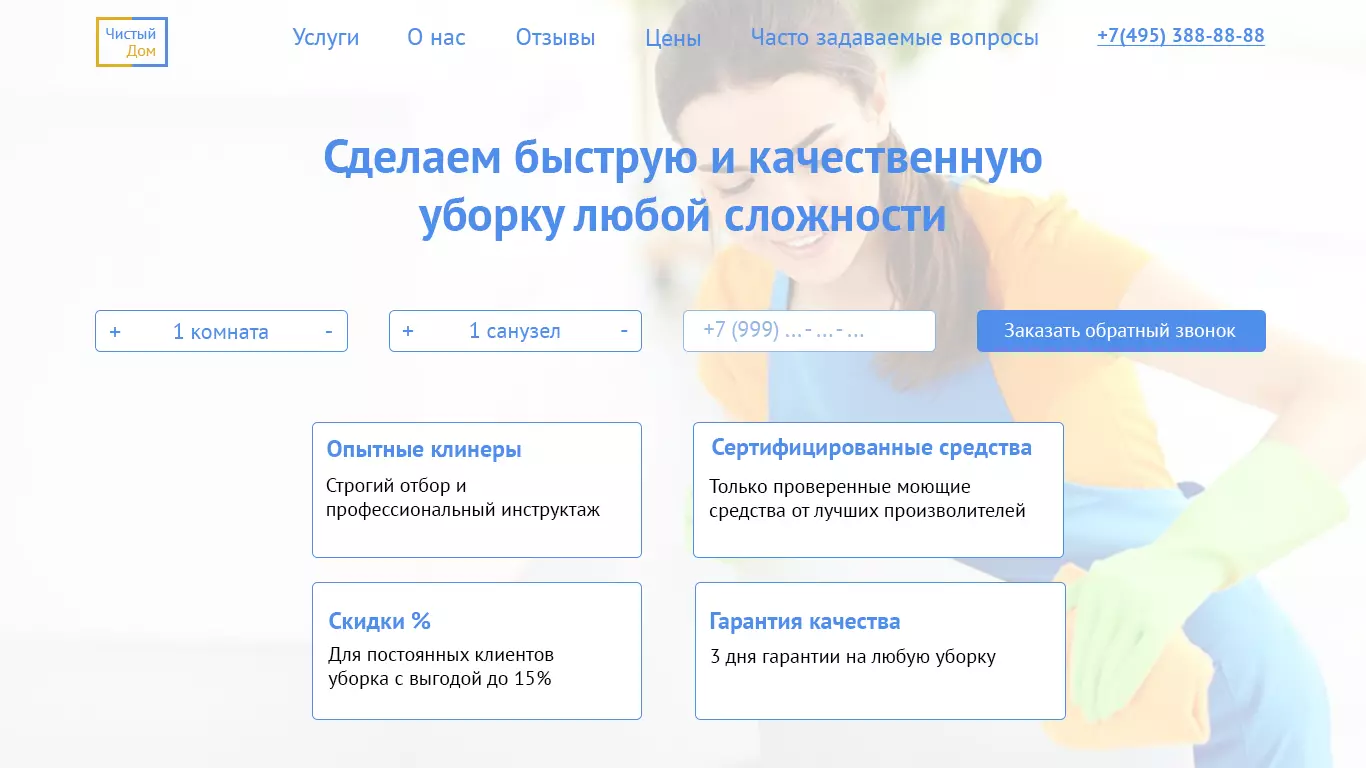 Чистый
Дом
Услуги
О нас
Отзывы
Цены
Часто задаваемые вопросы
+7(495) 388-88-88
Сделаем быструю и качественную
уборку любой сложности
+ 1 комната -
+ 1 санузел -
+7 (999) ... - ... - ...
Заказать обратный звонок
Опытные клинеры
Строгий отбор и
профессиональный инструктаж
Сертифицированные средства
Только проверенные моющие
средства от лучших произволителей
Скидки %
Для постоянных клиентов
уборка с выгодой до 15%
Гарантия качества
3 дня гарантии на любую уборку